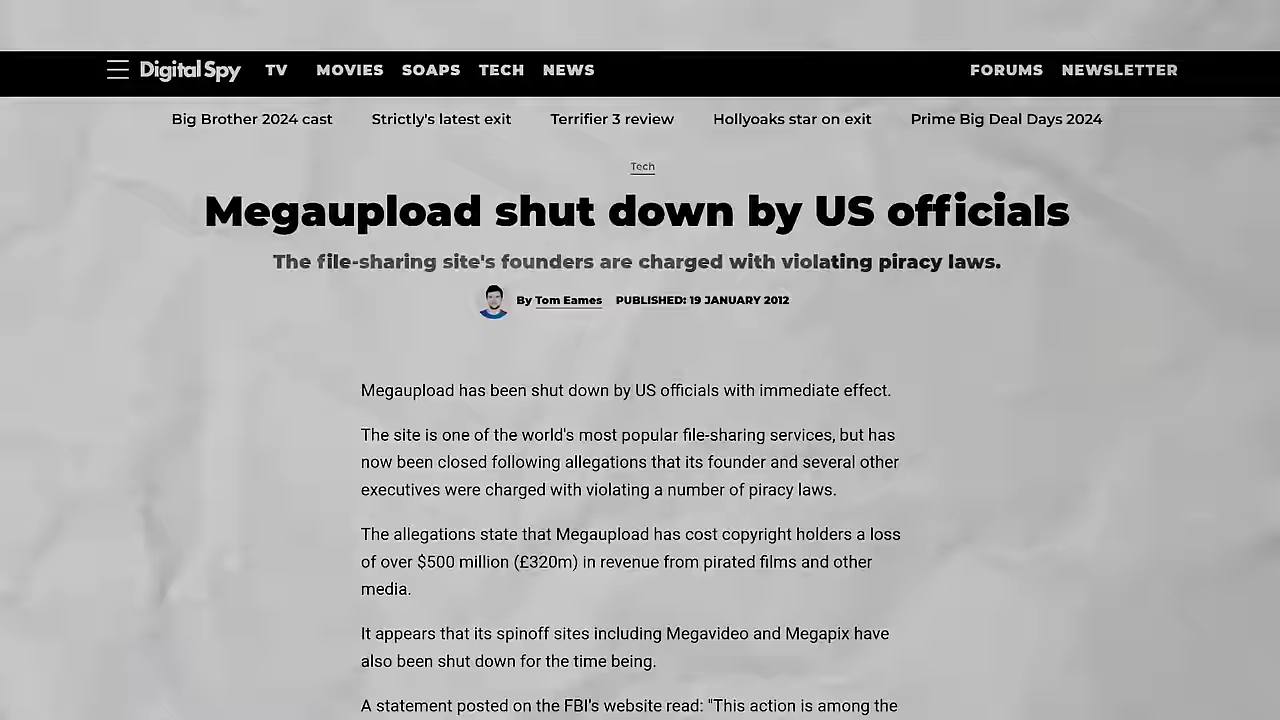 Digital Spy TV MOVIES SOAPS TECH NEWS FORUMS NEWSLETTER
Big Brother 2024 cast Strictly's latest exit Terrifier 3 review Hollyoaks star on exit Prime Big Deal Days 2024
Tech
Megaupload shut down by US officials
The file-sharing site's founders are charged with violating piracy laws.
By Tom Eames PUBLISHED: 19 JANUARY 2012
Megaupload has been shut down by US officials with immediate effect.
The site is one of the world's most popular file-sharing services, but has
now been closed following allegations that its founder and several other
executives were charged with violating a number of piracy laws.
The allegations state that Megaupload has cost copyright holders a loss
of over $500 million (£320m) in revenue from pirated films and other
media.
It appears that its spinoff sites including Megavideo and Megapix have
also been shut down for the time being.
A statement posted on the FBI's website read: "This action is among the